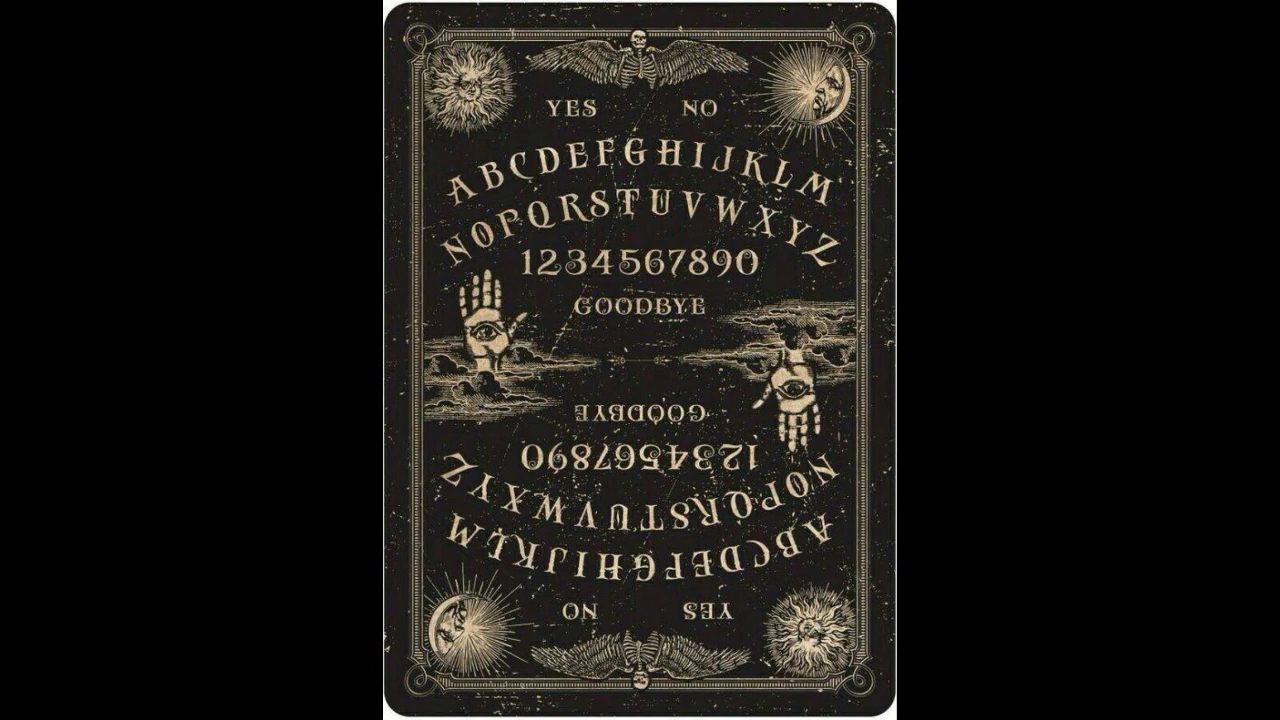 YES NO
ABCDEFGHIJKLM
NOPQRSTUVWXYZ
1234567890
GOODBYE
GOODBYE
1234567890
NOPQRSTUVWXYZ
ABCDEFGHIJKLM
YES NO